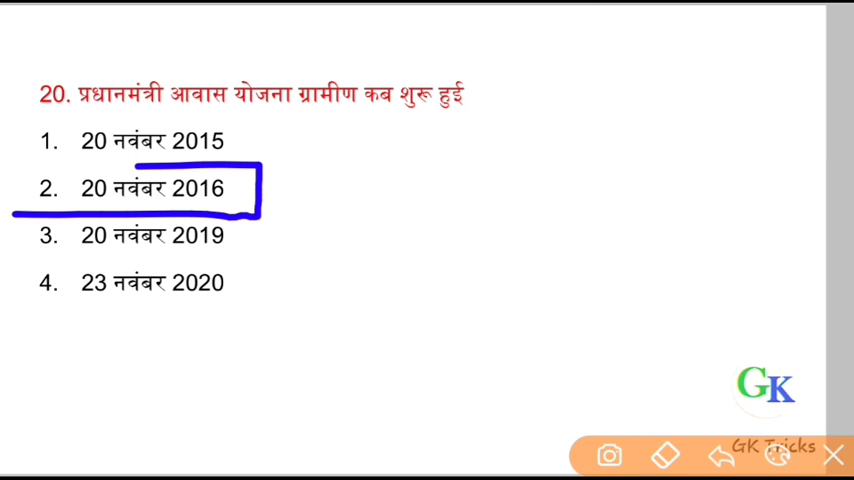 20. प्रधानमंत्री आवास योजना ग्रामीण कब शुरू हुई
1. 20 नवंबर 2015
2. 20 नवंबर 2016
3. 20 नवंबर 2019
4. 23 नवंबर 2020
GK
GK Tricks